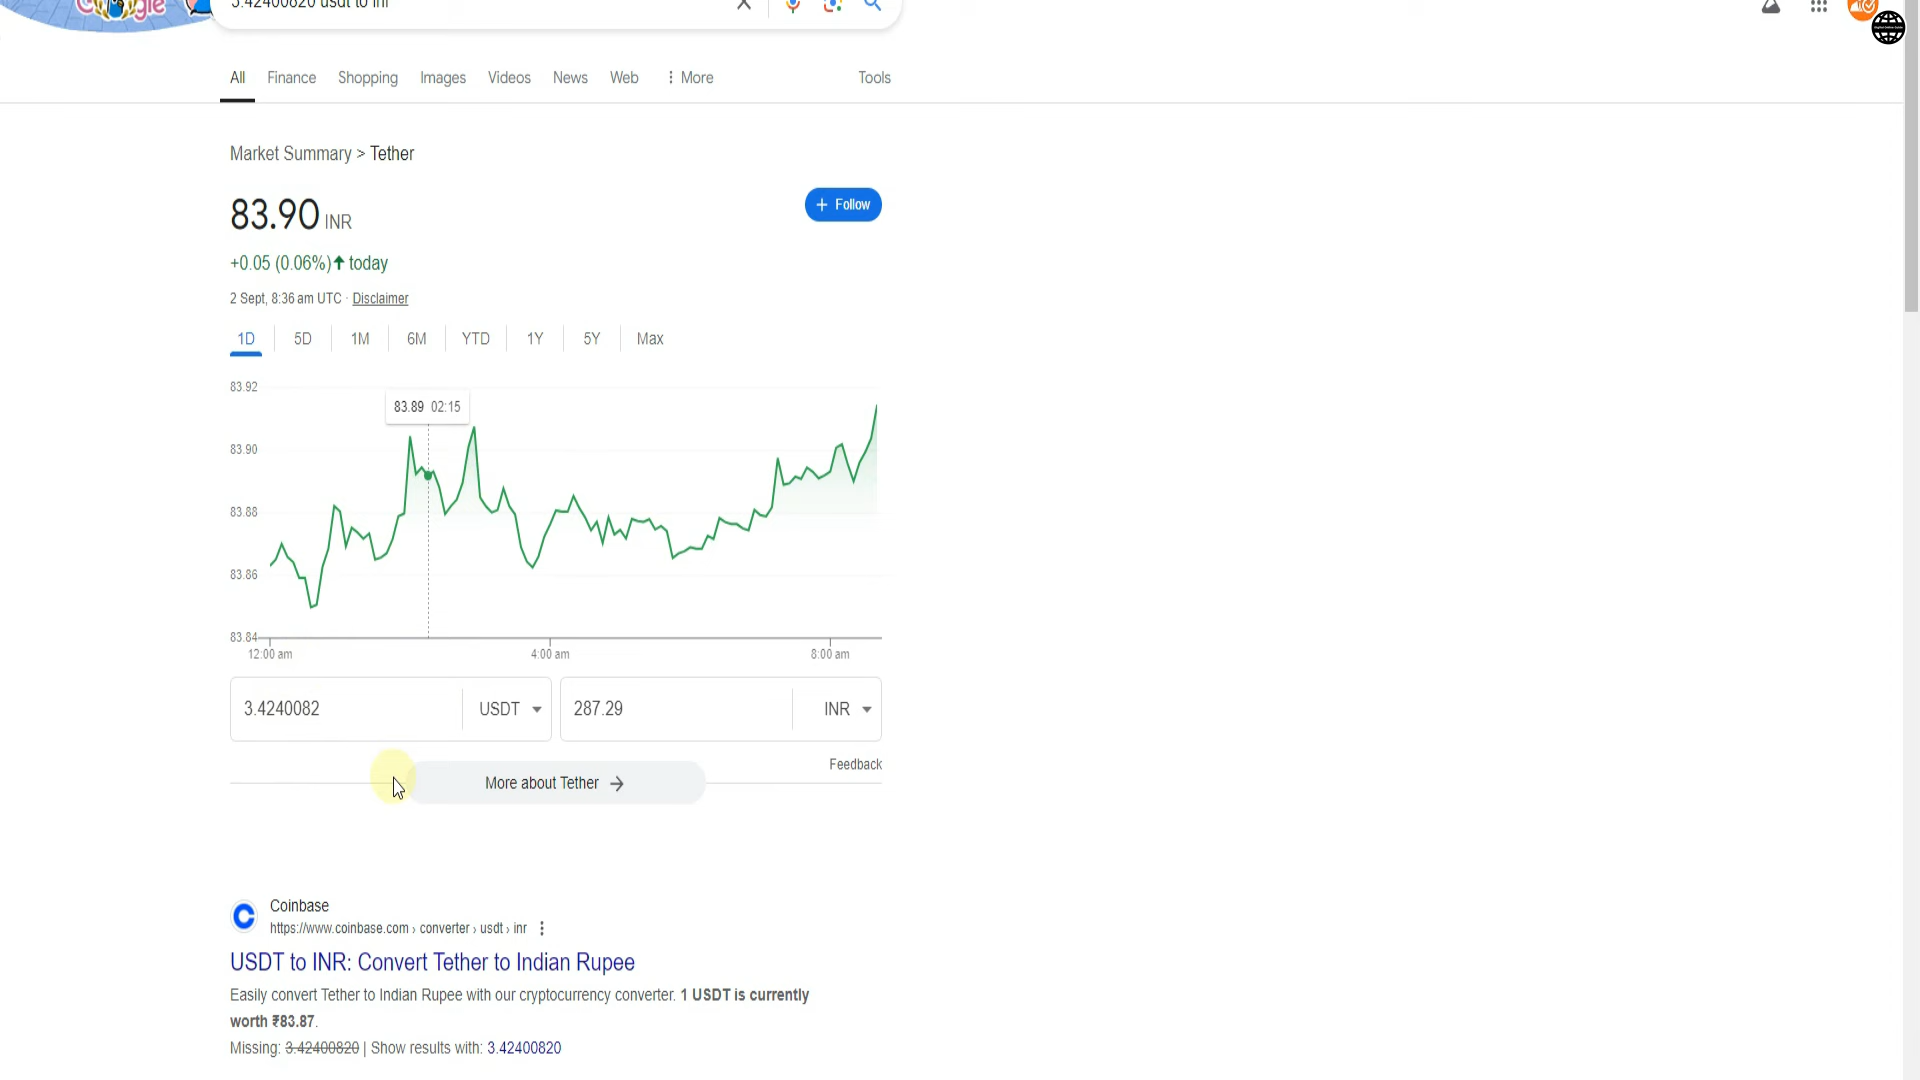 3.42400820 usdt to inr
All Finance Shopping Images Videos News Web More Tools
Market Summary > Tether
83.90 INR
+ Follow
+0.05 (0.06%) today
2 Sept, 8:36 am UTC · Disclaimer
1D 5D 1M 6M YTD 1Y 5Y Max
83.92
83.89 02:15
83.90
83.88
83.86
83.84
12:00 am 4:00 am 8:00 am
3.4240082 USDT 287.29 INR
Feedback
More about Tether
Coinbase
https://www.coinbase.com › converter › usdt › inr
USDT to INR: Convert Tether to Indian Rupee
Easily convert Tether to Indian Rupee with our cryptocurrency converter. 1 USDT is currently
worth ₹83.87.
Missing: 3.42400820 | Show results with: 3.42400820